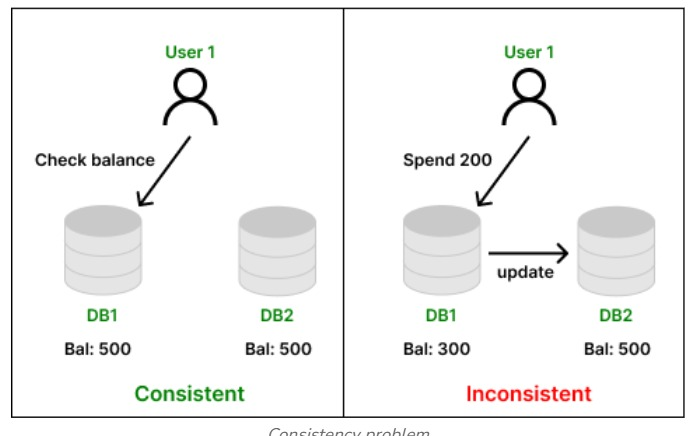 User 1
Check balance
DB1
DB2
Bal: 500
Bal: 500
Consistent
User 1
Spend 200
update
DB1
DB2
Bal: 300
Bal: 500
Inconsistent
Consistency problem